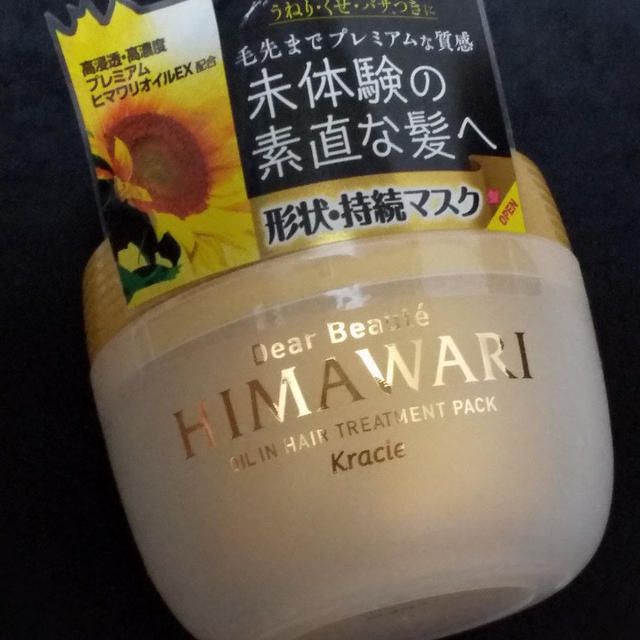 うねり・くせ・パサつきに
毛先までプレミアムな質感
未体験の
素直な髪へ
形状・持続マスク
OPEN
高浸透・高濃度
プレミアム
ヒマワリオイルEX 配合
Dear Beauté
HIMAWARI
OIL IN HAIR TREATMENT PACK
Kracie